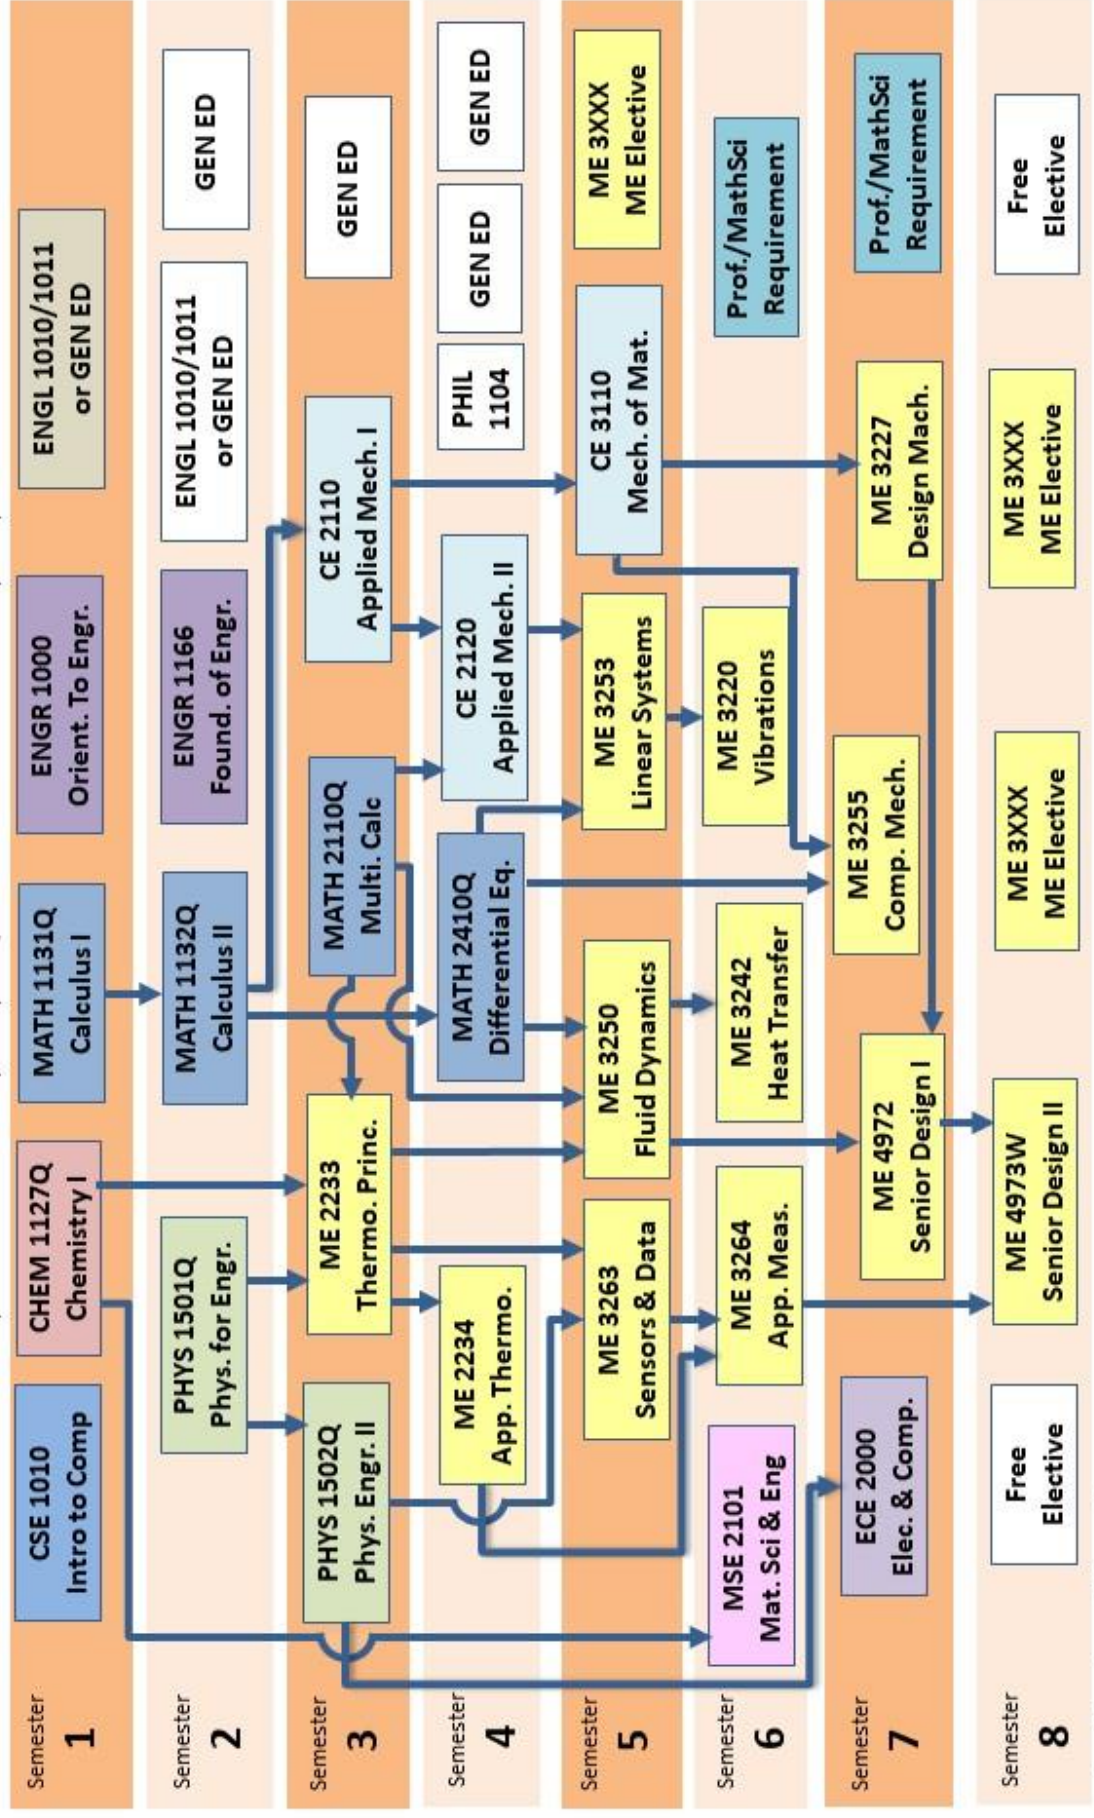 Semester
1
CSE 1010
Intro to Comp
CHEM 1127Q
Chemistry I
MATH 1131Q
Calculus I
ENGR 1000
Orient. To Engr.
ENGL 1010/1011
or GEN ED
Semester
2
PHYS 1501Q
Phys. for Engr.
MATH 1132Q
Calculus II
ENGR 1166
Found. of Engr.
ENGL 1010/1011
or GEN ED
GEN ED
Semester
3
PHYS 1502Q
Phys. Engr. II
ME 2233
Thermo. Princ.
MATH 2110Q
Multi. Calc
CE 2110
Applied Mech. I
GEN ED
Semester
4
ME 2234
App. Thermo.
MATH 2410Q
Differential Eq.
CE 2120
Applied Mech. II
PHIL
1104
GEN ED
GEN ED
Semester
5
ME 3263
Sensors & Data
ME 3250
Fluid Dynamics
ME 3253
Linear Systems
CE 3110
Mech. of Mat.
ME 3XXX
ME Elective
Semester
6
MSE 2101
Mat. Sci & Eng
ME 3264
App. Meas.
ME 3242
Heat Transfer
ME 3220
Vibrations
Prof./MathSci
Requirement
Semester
7
ECE 2000
Elec. & Comp.
ME 4972
Senior Design I
ME 3255
Comp. Mech.
ME 3227
Design Mach.
Prof./MathSci
Requirement
Semester
8
Free
Elective
ME 4973W
Senior Design II
ME 3XXX
ME Elective
ME 3XXX
ME Elective
Free
Elective